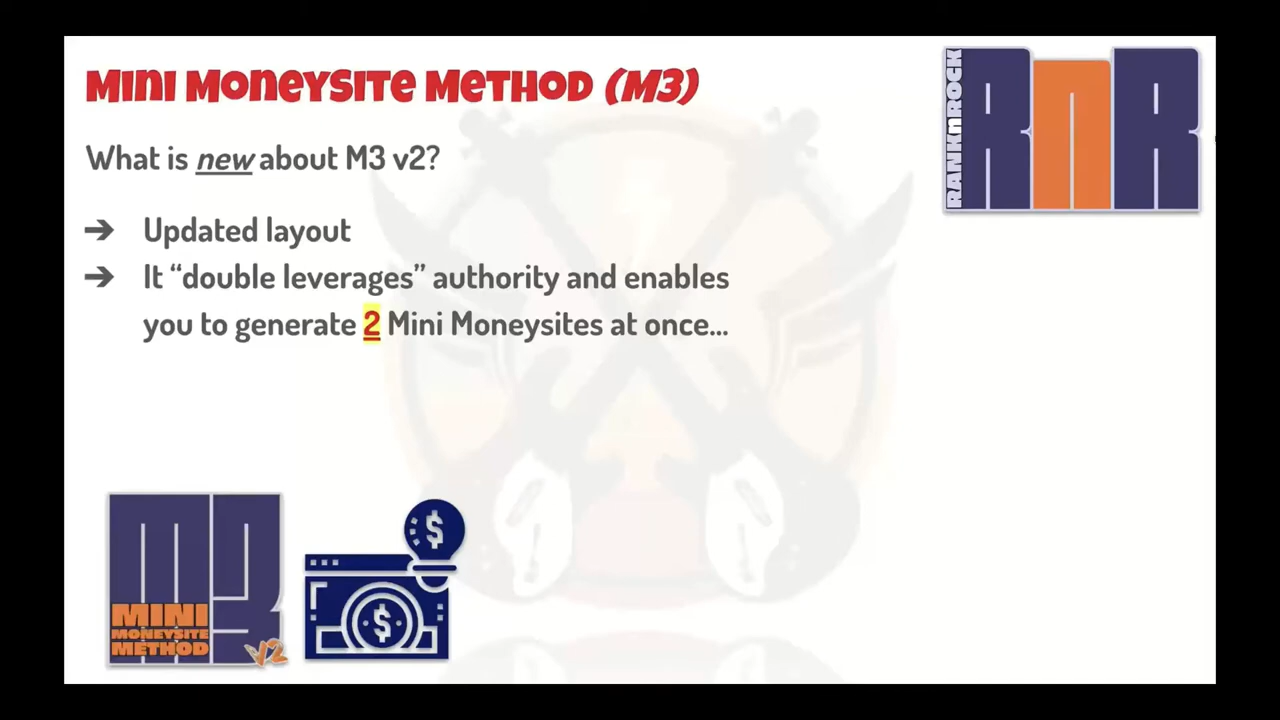 Mini Moneysite Method (M3)
RANKnROCK
RnR
What is new about M3 v2?
➔ Updated layout
➔ It “double leverages” authority and enables
you to generate 2 Mini Moneysites at once...
M3
MINI
MONEYSITE
METHOD
V2
$
$